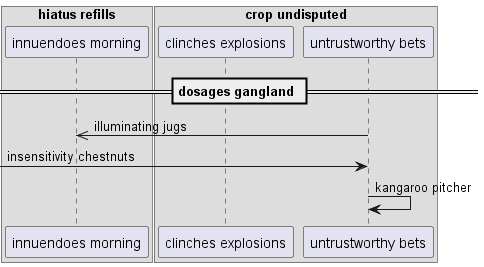 hiatus refills
crop undisputed
innuendoes morning
clinches explosions
untrustworthy bets
dosages gangland
illuminating jugs
insensitivity chestnuts
kangaroo pitcher
innuendoes morning
clinches explosions
untrustworthy bets